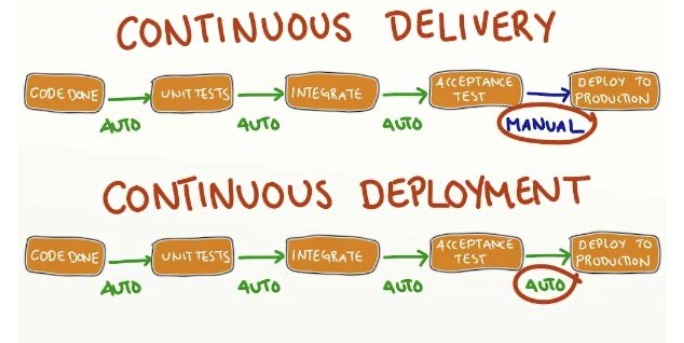 CONTINUOUS DELIVERY
CODE DONE
UNIT TESTS
INTEGRATE
ACCEPTANCE
TEST
DEPLOY TO
PRODUCTION
AUTO
AUTO
AUTO
MANUAL
CONTINUOUS DEPLOYMENT
CODE DONE
UNIT TESTS
INTEGRATE
ACCEPTANCE
TEST
DEPLOY TO
PRODUCTION
AUTO
AUTO
AUTO
AUTO